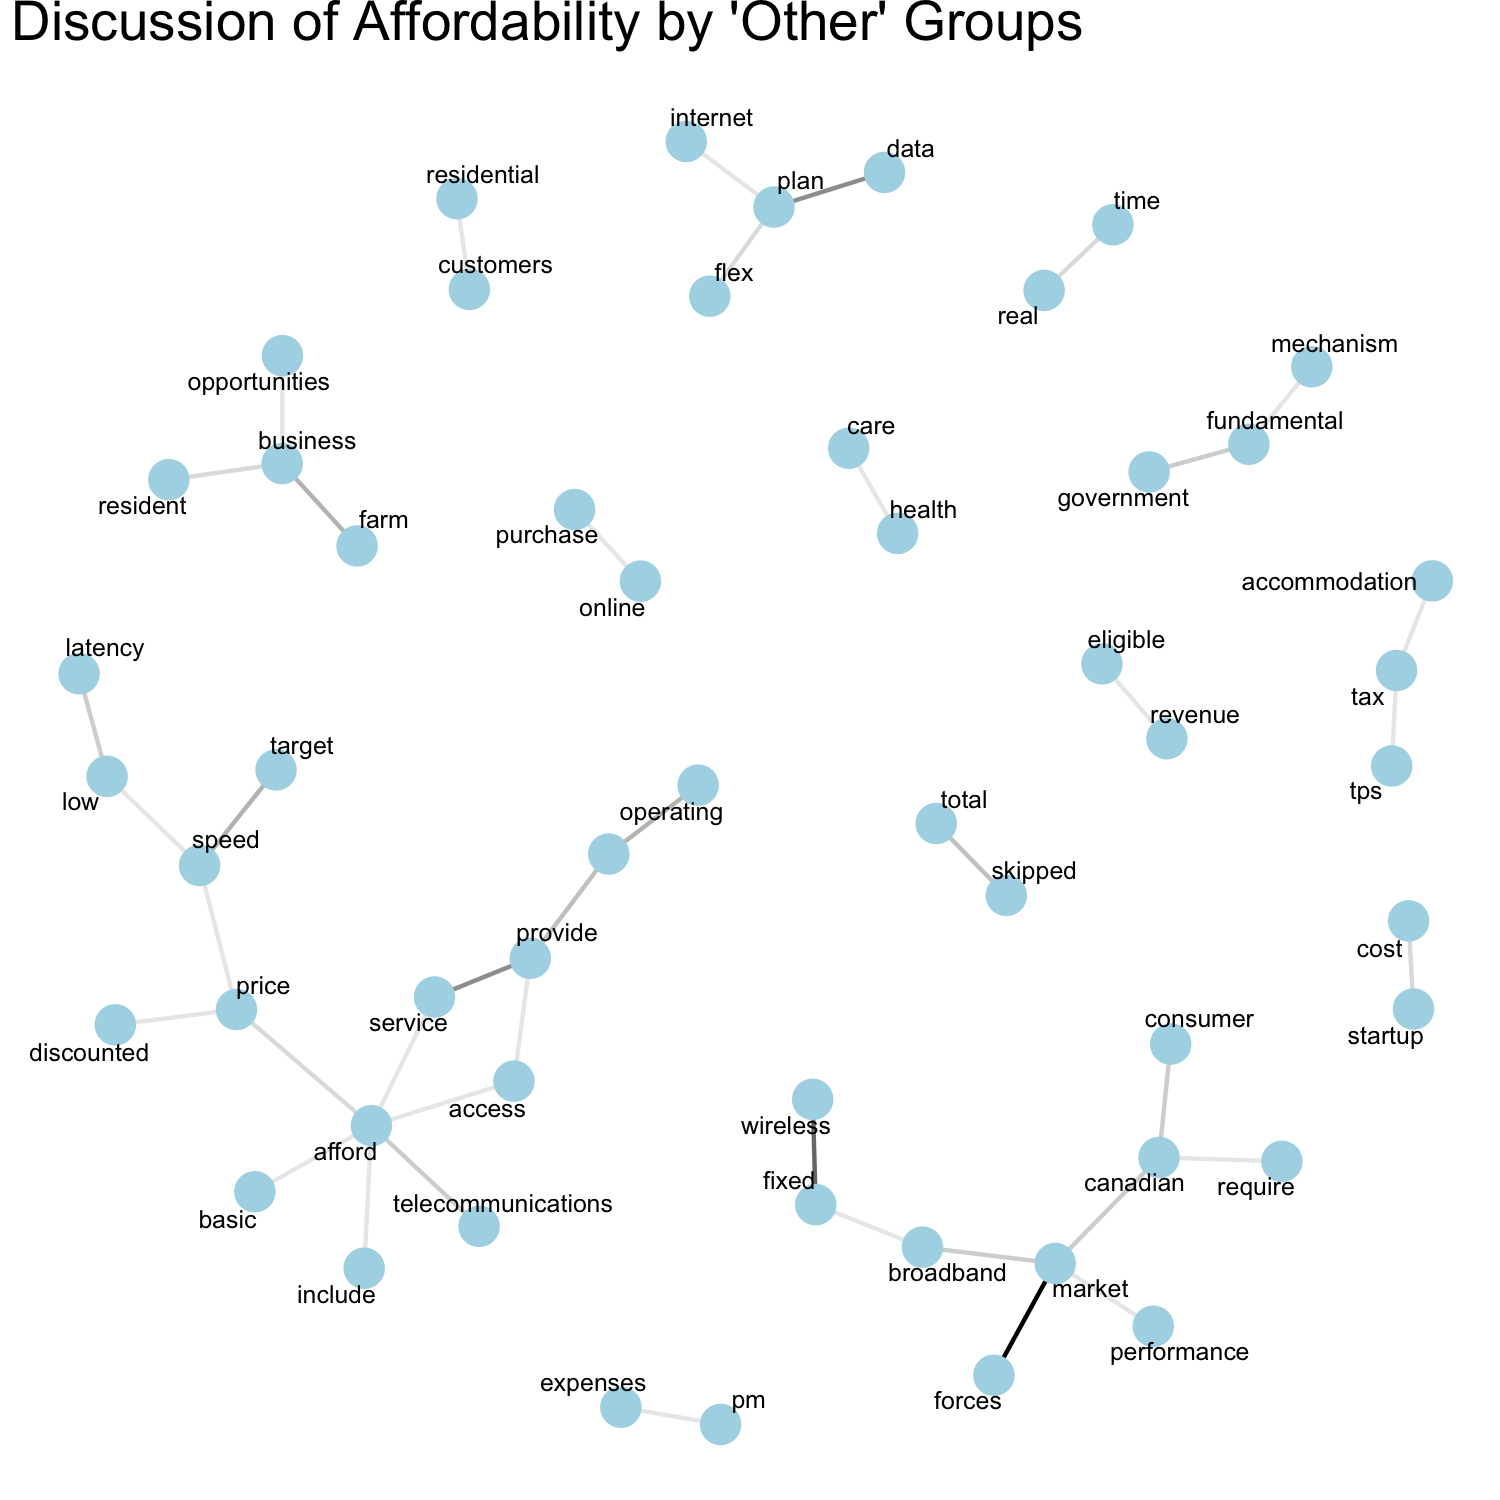 Discussion of Affordability by 'Other' Groups
internet
data
residential
plan
time
customers
flex
real
mechanism
opportunities
fundamental
care
business
government
resident
health
farm
purchase
accommodation
online
latency
eligible
tax
revenue
target
tps
low
operating
total
speed
skipped
provide
cost
price
service
consumer
startup
discounted
access
wireless
afford
fixed
canadian
require
telecommunications
basic
broadband
market
include
performance
expenses
pm
forces